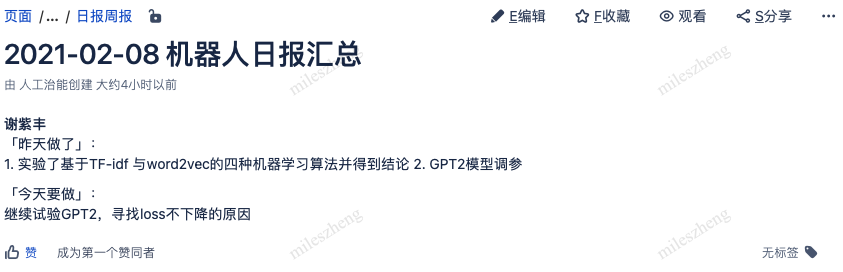 页面 /... / 日报周报 E编辑 F收藏 观看 S分享 ...
2021-02-08 机器人日报汇总
由 人工治能创建 大约4小时以前
谢紫丰
「昨天做了」：
1. 实验了基于TF-idf 与word2vec的四种机器学习算法并得到结论 2. GPT2模型调参
「今天要做」：
继续试验GPT2，寻找loss不下降的原因
赞 成为第一个赞同者 无标签
mileszheng
mileszheng
mileszheng
mileszheng